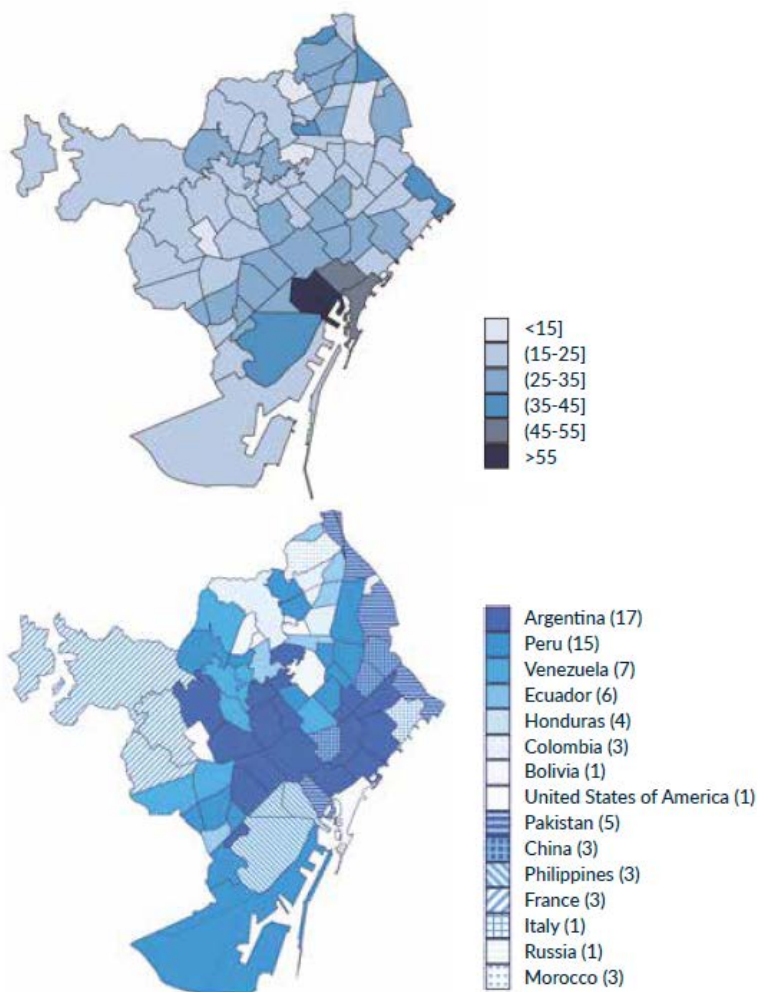 <15]
(15-25]
(25-35]
(35-45]
(45-55]
>55
Argentina (17)
Peru (15)
Venezuela (7)
Ecuador (6)
Honduras (4)
Colombia (3)
Bolivia (1)
United States of America (1)
Pakistan (5)
China (3)
Philippines (3)
France (3)
Italy (1)
Russia (1)
Morocco (3)